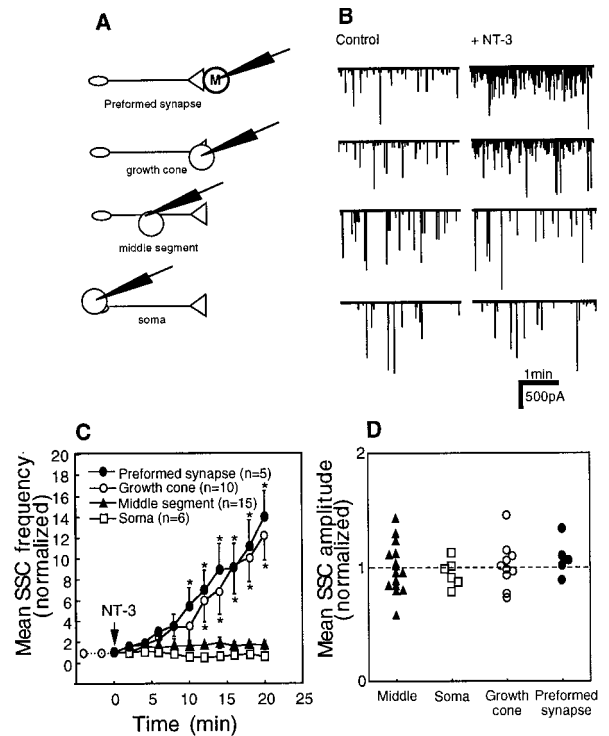 A
M
Preformed synapse
growth cone
middle segment
soma
B
Control
+ NT-3
1min
500pA
C
Mean SSC frequency
(normalized)
20
18
16
14
12
10
8
6
4
2
0
Preformed synapse (n=5)
Growth cone (n=10)
Middle segment (n=15)
Soma (n=6)
NT-3
* * * * * *
* * * * *
0 5 10 15 20 25
Time (min)
D
Mean SSC amplitude
(normalized)
2
1
0
Middle Soma Growth cone Preformed synapse